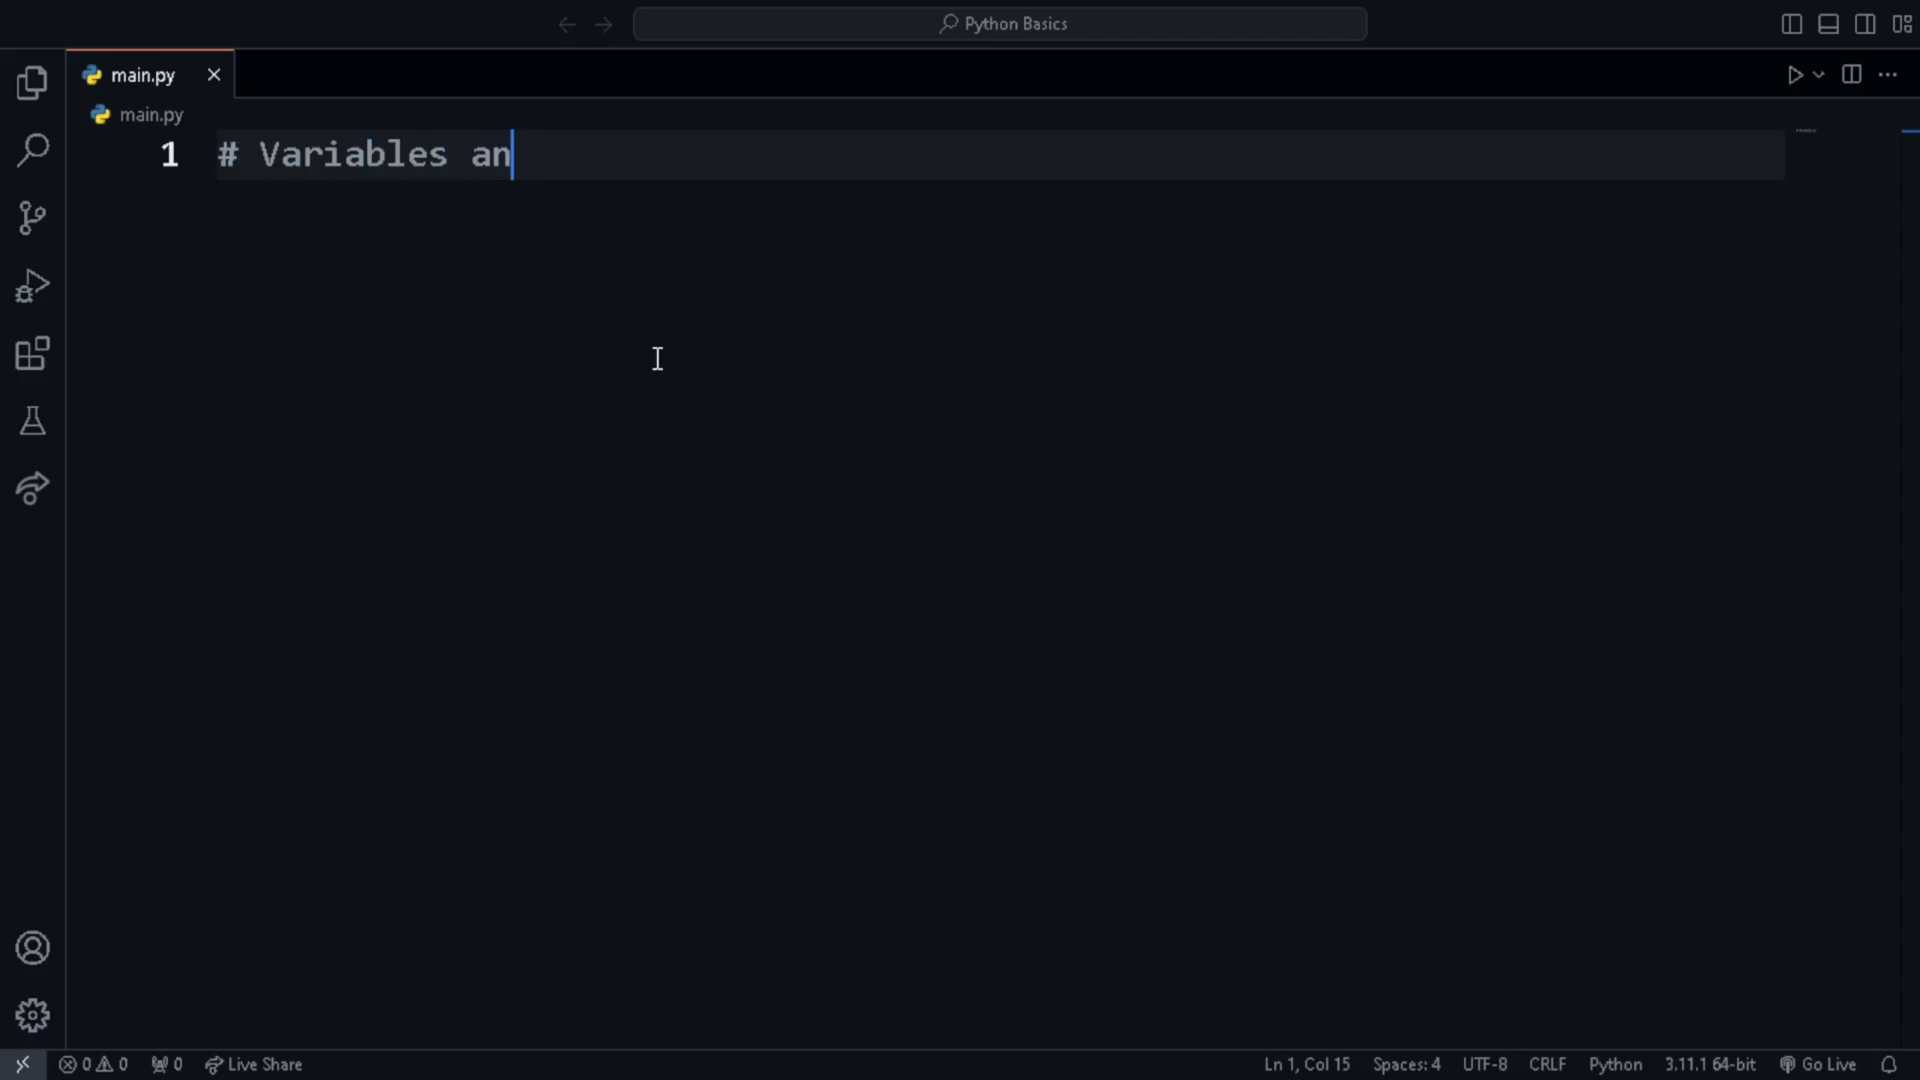 Python Basics
main.py
main.py
1 # Variables an
0 0 0 Live Share Ln 1, Col 15 Spaces: 4 UTF-8 CRLF Python 3.11.1 64-bit Go Live